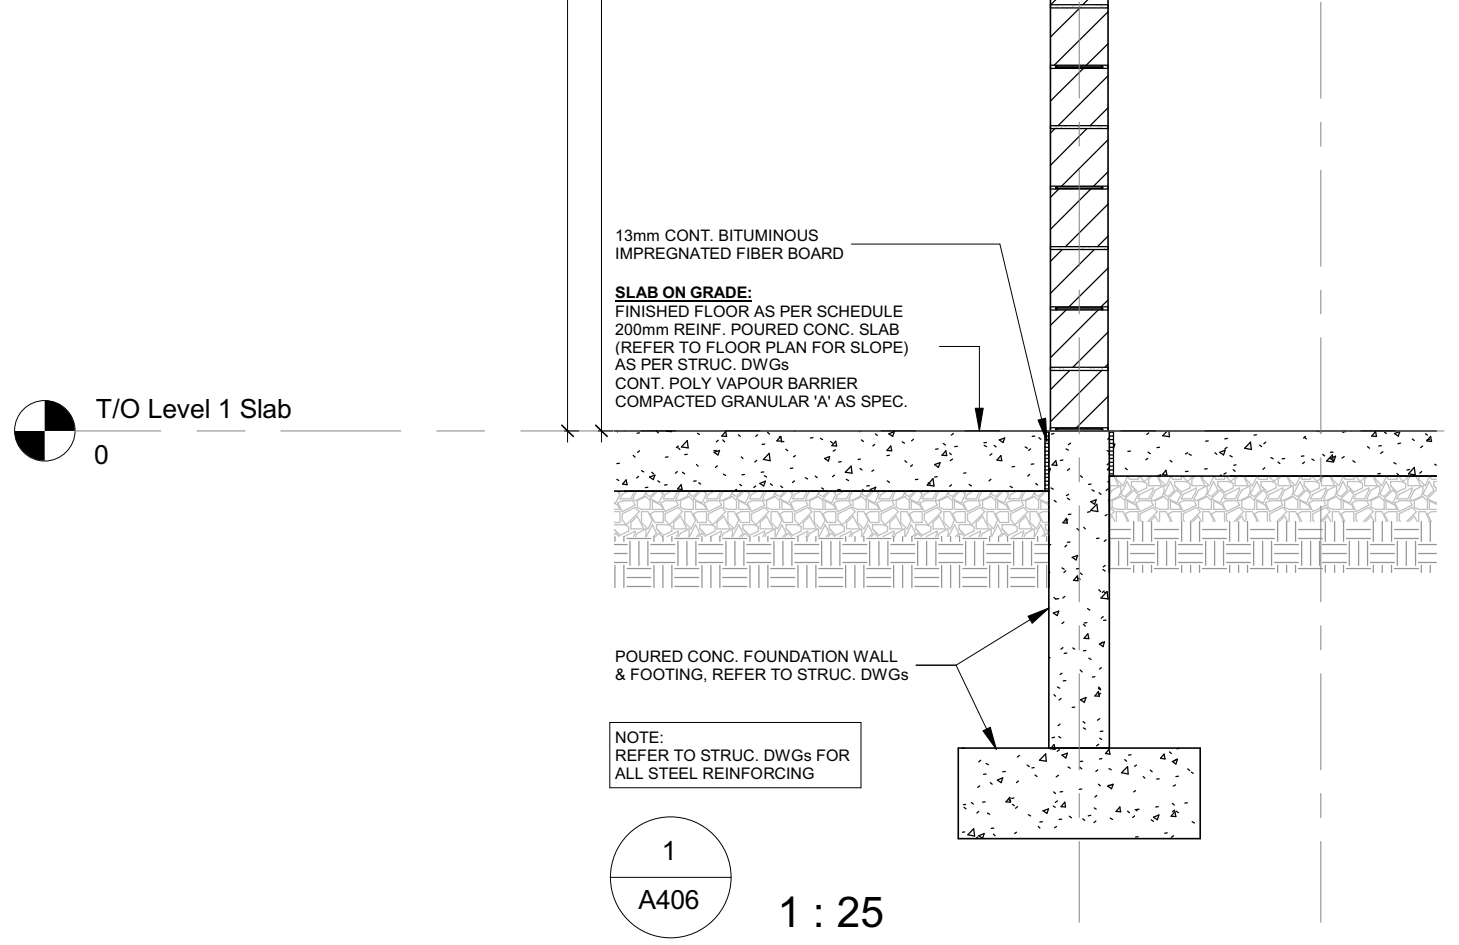 13mm CONT. BITUMINOUS
IMPREGNATED FIBER BOARD
SLAB ON GRADE:
FINISHED FLOOR AS PER SCHEDULE
200mm REINF. POURED CONC. SLAB
(REFER TO FLOOR PLAN FOR SLOPE)
AS PER STRUC. DWGs
CONT. POLY VAPOUR BARRIER
COMPACTED GRANULAR 'A' AS SPEC.
T/O Level 1 Slab
0
POURED CONC. FOUNDATION WALL
& FOOTING, REFER TO STRUC. DWGs
NOTE:
REFER TO STRUC. DWGs FOR
ALL STEEL REINFORCING
1
A406
1 : 25